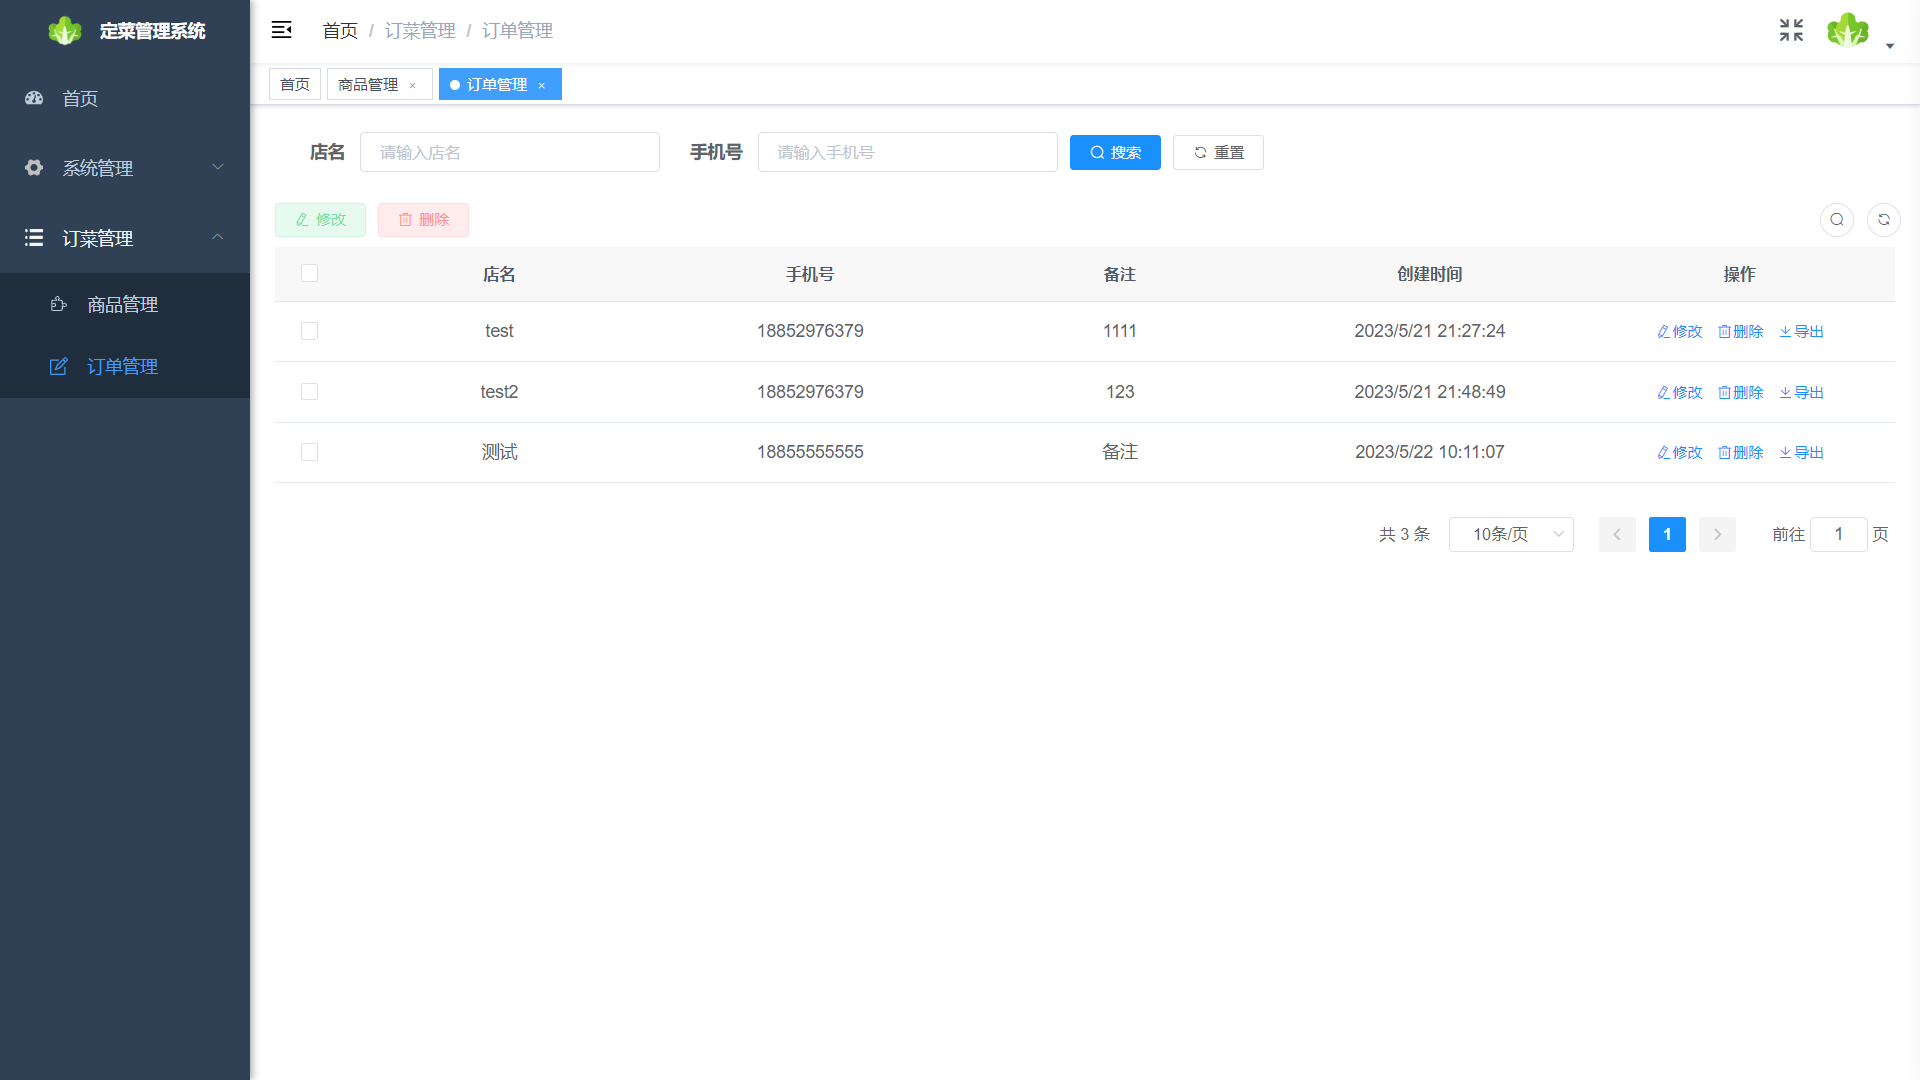 定菜管理系统
首页
系统管理
订菜管理
商品管理
订单管理
首页 / 订菜管理 / 订单管理
首页 商品管理 × 订单管理 ×
店名 请输入店名 手机号 请输入手机号 搜索 重置
修改 删除
店名 手机号 备注 创建时间 操作
test 18852976379 1111 2023/5/21 21:27:24 修改 删除 导出
test2 18852976379 123 2023/5/21 21:48:49 修改 删除 导出
测试 18855555555 备注 2023/5/22 10:11:07 修改 删除 导出
共 3 条 10条/页 1 前往 1 页